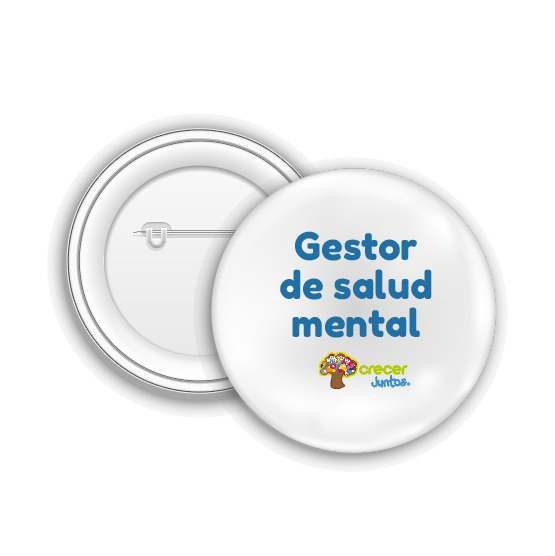 Gestor
de salud
mental
crecer
Juntos®